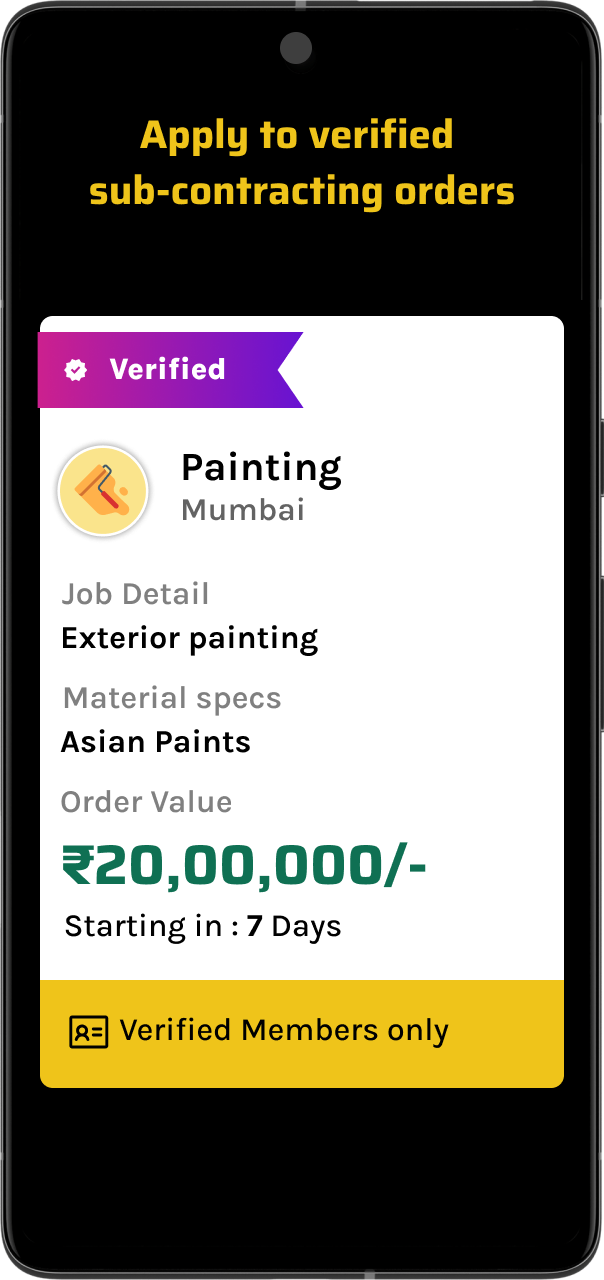 Apply to verified
sub-contracting orders
Verified
Painting
Mumbai
Job Detail
Exterior painting
Material specs
Asian Paints
Order Value
₹20,00,000/-
Starting in : 7 Days
Verified Members only